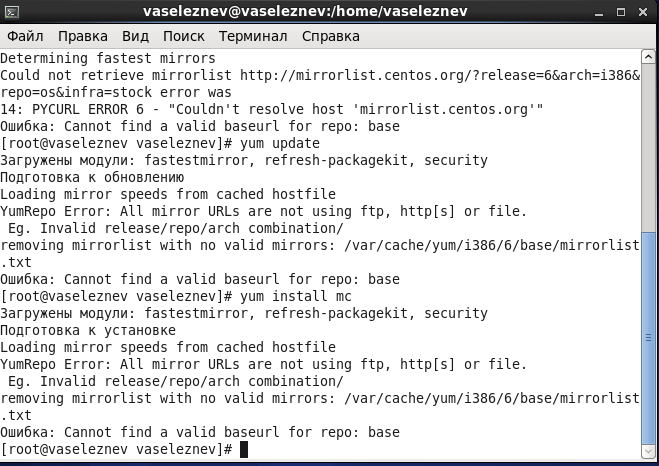 vaseleznev@vaseleznev:/home/vaseleznev
Файл Правка Вид Поиск Терминал Справка
Determining fastest mirrors
Could not retrieve mirrorlist http://mirrorlist.centos.org/?release=6&arch=i386&
repo=os&infra=stock error was
14: PYCURL ERROR 6 - "Couldn't resolve host 'mirrorlist.centos.org'"
Ошибка: Cannot find a valid baseurl for repo: base
[root@vaseleznev vaseleznev]# yum update
Загружены модули: fastestmirror, refresh-packagekit, security
Подготовка к обновлению
Loading mirror speeds from cached hostfile
YumRepo Error: All mirror URLs are not using ftp, http[s] or file.
 Eg. Invalid release/repo/arch combination/
removing mirrorlist with no valid mirrors: /var/cache/yum/i386/6/base/mirrorlist
.txt
Ошибка: Cannot find a valid baseurl for repo: base
[root@vaseleznev vaseleznev]# yum install mc
Загружены модули: fastestmirror, refresh-packagekit, security
Подготовка к установке
Loading mirror speeds from cached hostfile
YumRepo Error: All mirror URLs are not using ftp, http[s] or file.
 Eg. Invalid release/repo/arch combination/
removing mirrorlist with no valid mirrors: /var/cache/yum/i386/6/base/mirrorlist
.txt
Ошибка: Cannot find a valid baseurl for repo: base
[root@vaseleznev vaseleznev]#